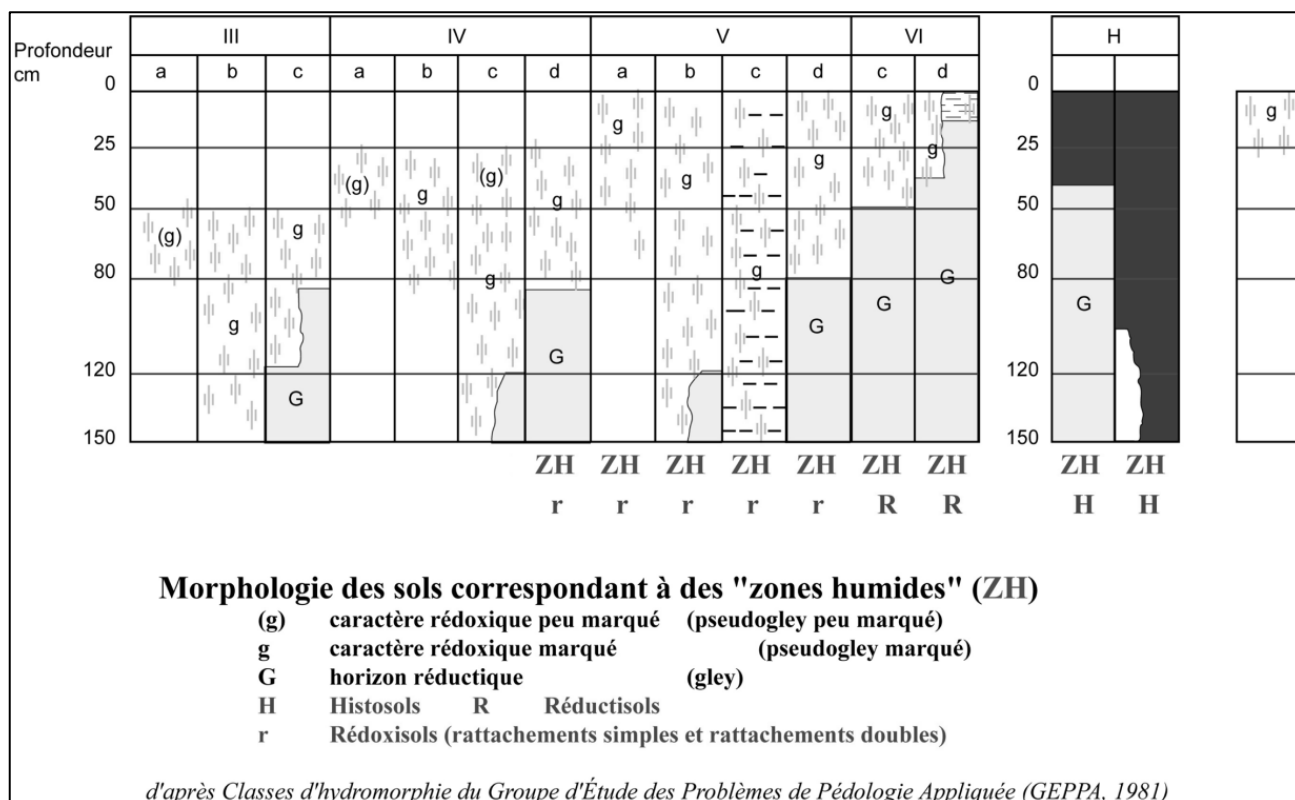 III IV V VI H
Profondeur
cm
a b c a b c d a b c d c d
0 0
g g g g
25 25
g g
(g) g (g) g g
50 50
(g) g
80 g g G 80
g G G G
120 G 120
G
150 150
ZH ZH ZH ZH ZH ZH ZH ZH ZH
r r r r r R R H H
Morphologie des sols correspondant à des "zones humides" (ZH)
(g) caractère rédoxique peu marqué (pseudogley peu marqué)
g caractère rédoxique marqué (pseudogley marqué)
G horizon réductique (gley)
H Histosols R Réductisols
r Rédoxisols (rattachements simples et rattachements doubles)
d'après Classes d'hydromorphie du Groupe d'Étude des Problèmes de Pédologie Appliquée (GEPPA, 1981)